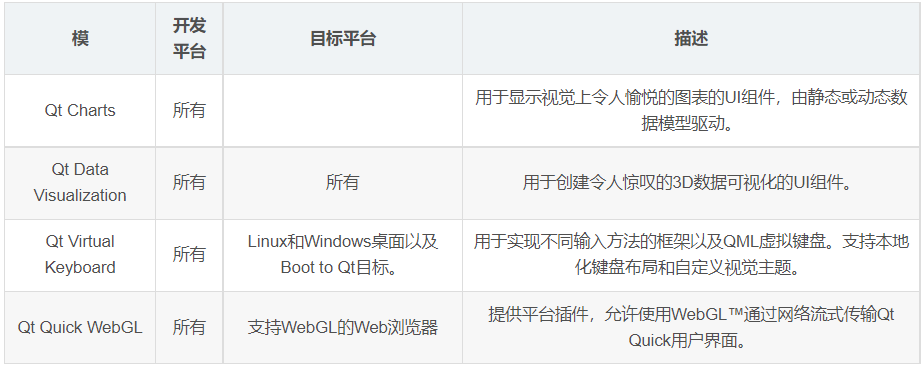 模 开发 目标平台 描述
平台
Qt Charts 所有 用于显示视觉上令人愉悦的图表的UI组件，由静态或动态数
据模型驱动。
Qt Data
Visualization 所有 所有 用于创建令人惊叹的3D数据可视化的UI组件。
Qt Virtual
Keyboard 所有 Linux和Windows桌面以及
Boot to Qt目标。 用于实现不同输入方法的框架以及QML虚拟键盘。支持本地
化键盘布局和自定义视觉主题。
Qt Quick WebGL 所有 支持WebGL的Web浏览器 提供平台插件，允许使用WebGL™通过网络流式传输Qt
Quick用户界面。